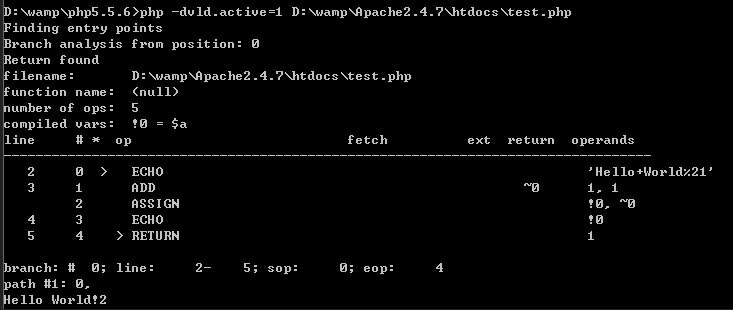 D:\wamp\php5.5.6>php -dvld.active=1 D:\wamp\Apache2.4.7\htdocs\test.php
Finding entry points
Branch analysis from position: 0
Return found
filename:       D:\wamp\Apache2.4.7\htdocs\test.php
function name:  (null)
number of ops:  5
compiled vars:  !0 = $a
line     # *  op                           fetch          ext  return  operands
---------------------------------------------------------------------------------
   2     0  >   ECHO                                                     'Hello+World%21'
   3     1      ADD                                              ~0      1, 1
         2      ASSIGN                                                   !0, ~0
   4     3      ECHO                                                     !0
   5     4    > RETURN                                                   1
branch: #  0; line:     2-    5; sop:     0; eop:     4
path #1: 0,
Hello World!2